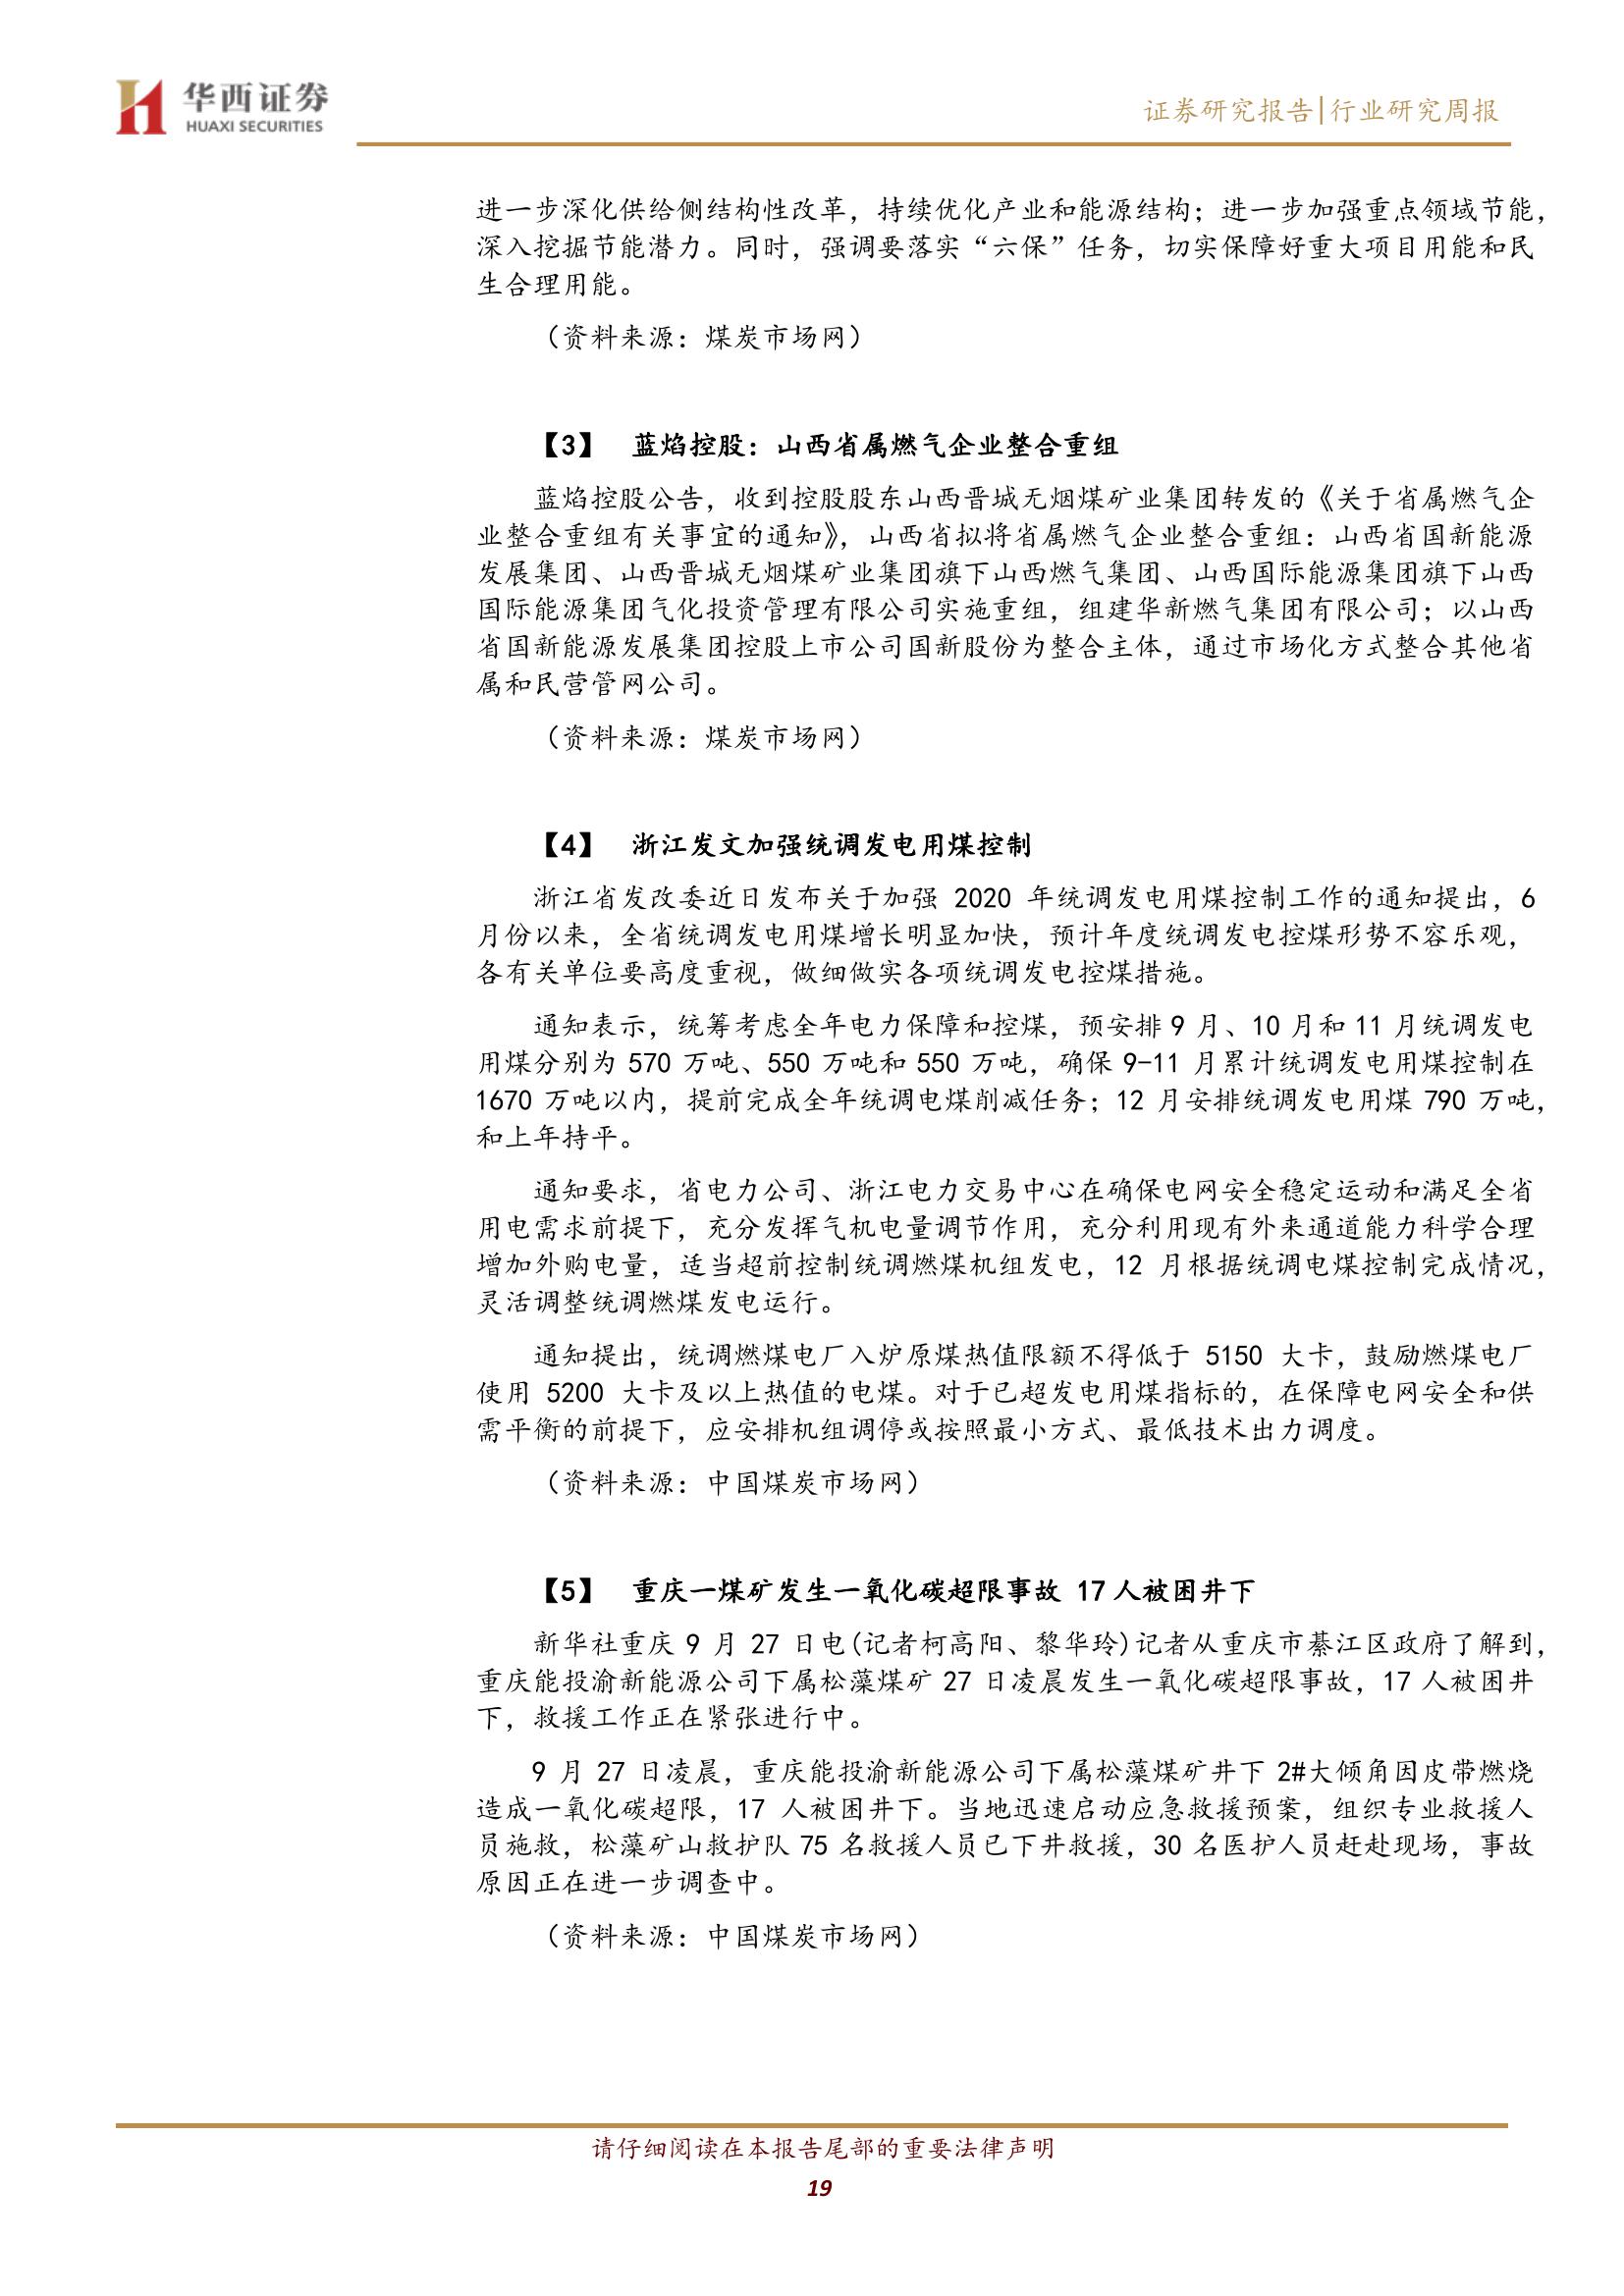 华西证券
HUAXI SECURITIES
证券研究报告|行业研究周报
进一步深化供给侧结构性改革，持续优化产业和能源结构；进一步加强重点领域节能，
深入挖掘节能潜力。同时，强调要落实“六保”任务，切实保障好重大项目用能和民
生合理用能。
（资料来源：煤炭市场网）
【3】 蓝焰控股：山西省属燃气企业整合重组
蓝焰控股公告，收到控股股东山西晋城无烟煤矿业集团转发的《关于省属燃气企
业整合重组有关事宜的通知》，山西省拟将省属燃气企业整合重组：山西省国新能源
发展集团、山西晋城无烟煤矿业集团旗下山西燃气集团、山西国际能源集团旗下山西
国际能源集团气化投资管理有限公司实施重组，组建华新燃气集团有限公司；以山西
省国新能源发展集团控股上市公司国新股份为整合主体，通过市场化方式整合其他省
属和民营管网公司。
（资料来源：煤炭市场网）
【4】 浙江发文加强统调发电用煤控制
浙江省发改委近日发布关于加强 2020 年统调发电用煤控制工作的通知提出，6
月份以来，全省统调发电用煤增长明显加快，预计年度统调发电控煤形势不容乐观，
各有关单位要高度重视，做细做实各项统调发电控煤措施。
通知表示，统筹考虑全年电力保障和控煤，预安排 9 月、10 月和 11 月统调发电
用煤分别为 570 万吨、550 万吨和 550 万吨，确保 9-11 月累计统调发电用煤控制在
1670 万吨以内，提前完成全年统调电煤削减任务；12 月安排统调发电用煤 790 万吨，
和上年持平。
通知要求，省电力公司、浙江电力交易中心在确保电网安全稳定运动和满足全省
用电需求前提下，充分发挥气机电量调节作用，充分利用现有外来通道能力科学合理
增加外购电量，适当超前控制统调燃煤机组发电，12 月根据统调电煤控制完成情况，
灵活调整统调燃煤发电运行。
通知提出，统调燃煤电厂入炉原煤热值限额不得低于 5150 大卡，鼓励燃煤电厂
使用 5200 大卡及以上热值的电煤。对于已超发电用煤指标的，在保障电网安全和供
需平衡的前提下，应安排机组调停或按照最小方式、最低技术出力调度。
（资料来源：中国煤炭市场网）
【5】 重庆一煤矿发生一氧化碳超限事故 17 人被困井下
新华社重庆 9 月 27 日电(记者柯高阳、黎华玲)记者从重庆市綦江区政府了解到，
重庆能投渝新能源公司下属松藻煤矿 27 日凌晨发生一氧化碳超限事故，17 人被困井
下，救援工作正在紧张进行中。
9 月 27 日凌晨，重庆能投渝新能源公司下属松藻煤矿井下 2#大倾角因皮带燃烧
造成一氧化碳超限，17 人被困井下。当地迅速启动应急救援预案，组织专业救援人
员施救，松藻矿山救护队 75 名救援人员已下井救援，30 名医护人员赶赴现场，事故
原因正在进一步调查中。
（资料来源：中国煤炭市场网）
请仔细阅读在本报告尾部的重要法律声明
19